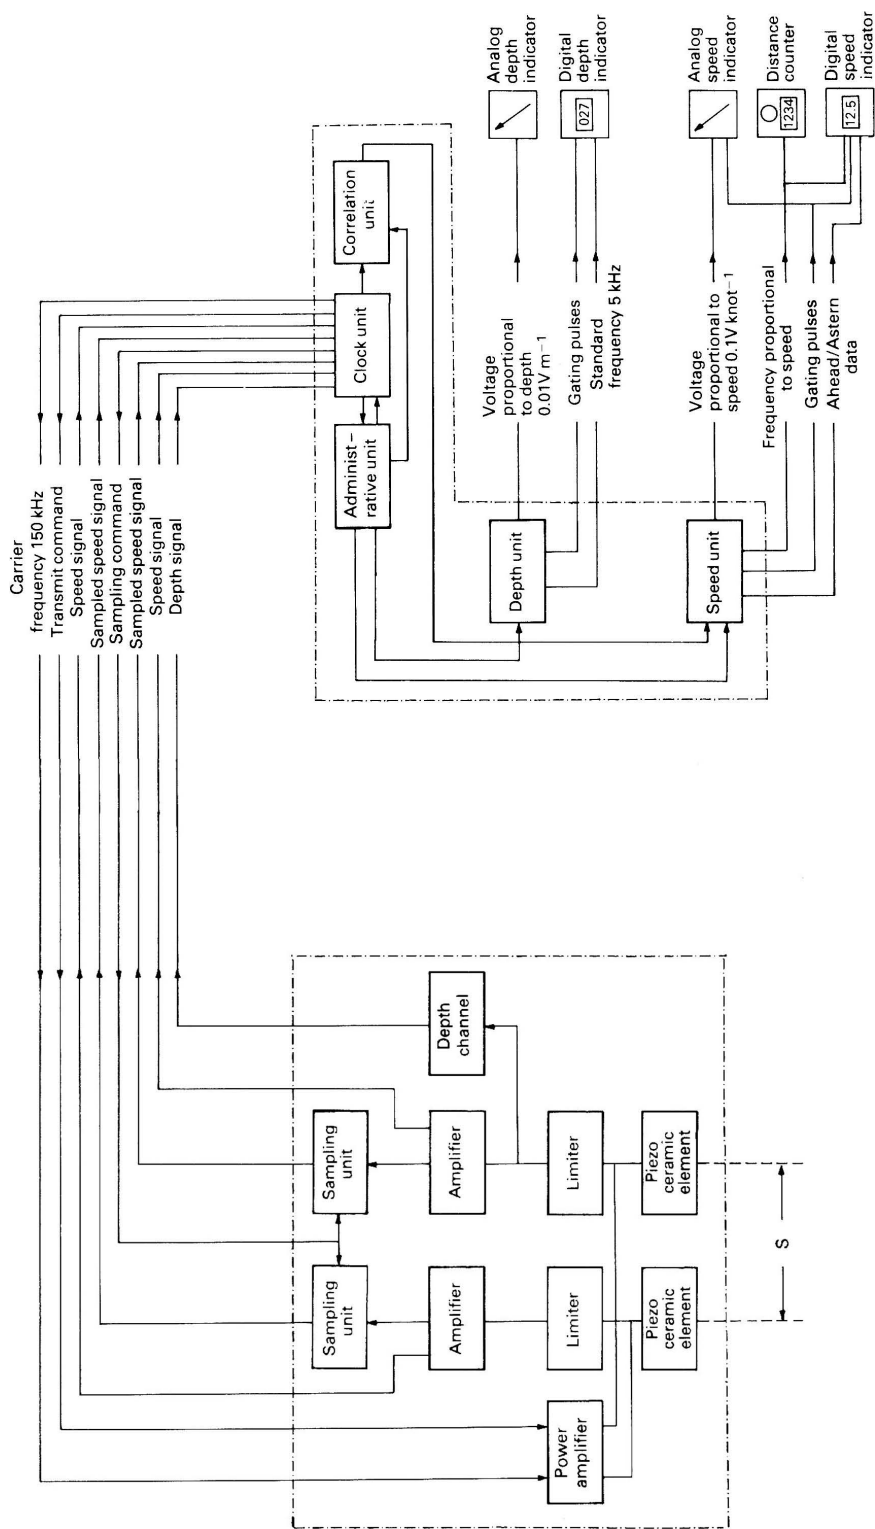 Carrier
frequency 150 kHz
Transmit command
Speed signal
Sampled speed signal
Sampling command
Sampled speed signal
Speed signal
Depth signal
Sampling
unit
Sampling
unit
Amplifier
Amplifier
Depth
channel
Power
amplifier
Limiter
Limiter
Piezo
ceramic
element
Piezo
ceramic
element
S
Administ-
rative unit
Clock unit
Correlation
unit
Depth unit
Speed unit
Voltage
proportional
to depth
0.01V m⁻¹
Gating pulses
Standard
frequency 5 kHz
Voltage
proportional to
speed 0.1V knot⁻¹
Frequency proportional
to speed
Gating pulses
Ahead/Astern
data
Analog
depth
indicator
Digital
depth
indicator
027
Analog
speed
indicator
Distance
counter
1234
Digital
speed
indicator
12.5